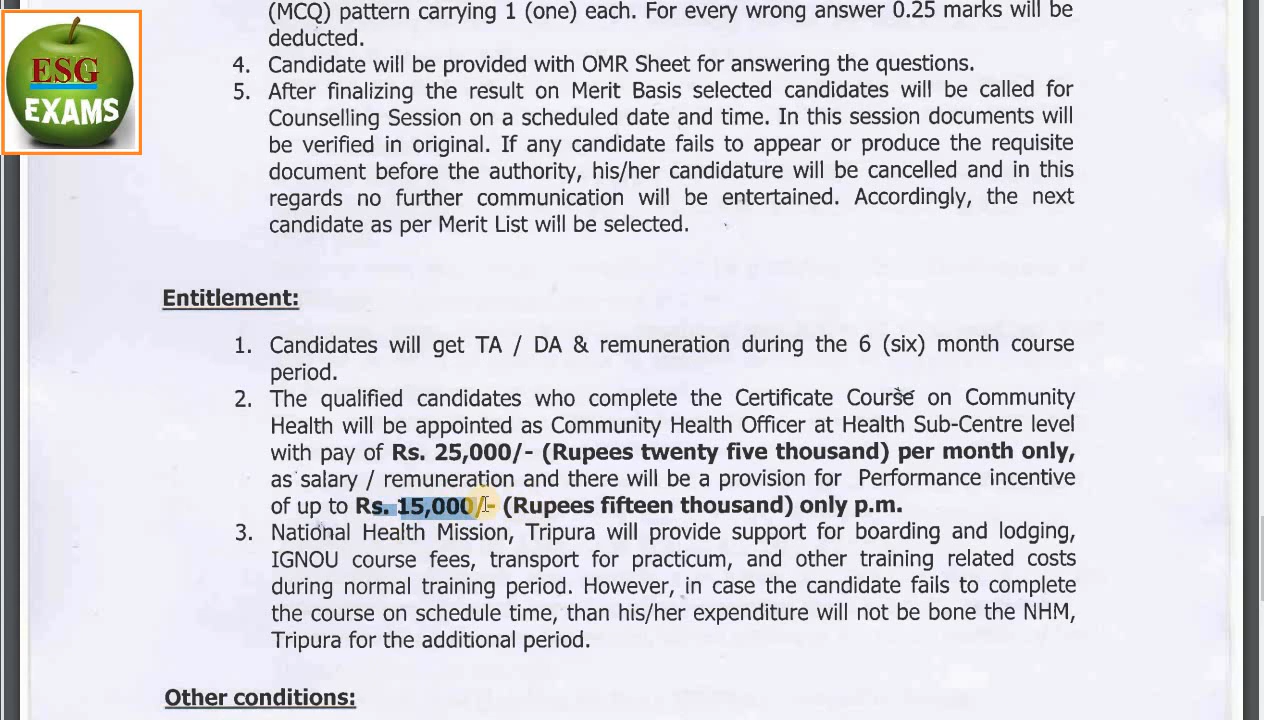 (MCQ) pattern carrying 1 (one) each. For every wrong answer 0.25 marks will be
deducted.
ESG
EXAMS
4. Candidate will be provided with OMR Sheet for answering the questions.
5. After finalizing the result on Merit Basis selected candidates will be called for
Counselling Session on a scheduled date and time. In this session documents will
be verified in original. If any candidate fails to appear or produce the requisite
document before the authority, his/her candidature will be cancelled and in this
regards no further communication will be entertained. Accordingly, the next
candidate as per Merit List will be selected.
Entitlement:
1. Candidates will get TA / DA & remuneration during the 6 (six) month course
period.
2. The qualified candidates who complete the Certificate Course on Community
Health will be appointed as Community Health Officer at Health Sub-Centre level
with pay of Rs. 25,000/- (Rupees twenty five thousand) per month only,
as salary / remuneration and there will be a provision for Performance incentive
of up to Rs. 15,000/- (Rupees fifteen thousand) only p.m.
3. National Health Mission, Tripura will provide support for boarding and lodging,
IGNOU course fees, transport for practicum, and other training related costs
during normal training period. However, in case the candidate fails to complete
the course on schedule time, than his/her expenditure will not be bone the NHM,
Tripura for the additional period.
Other conditions: